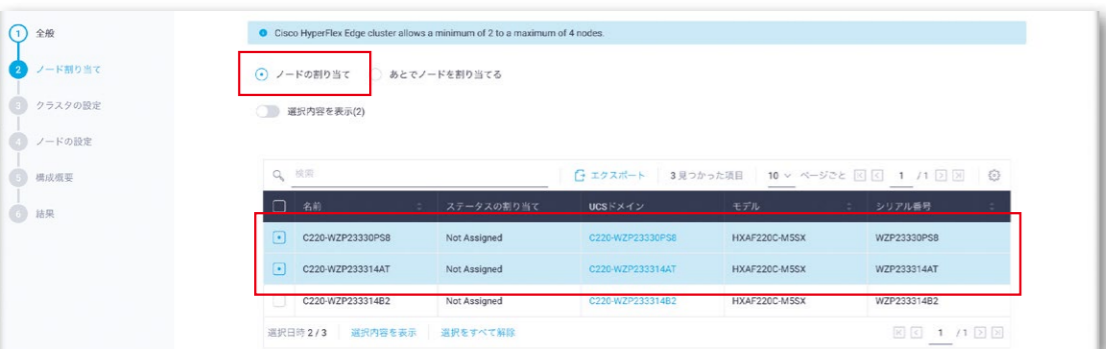 1 全般
2 ノード割り当て
3 クラスタの設定
4 ノードの設定
5 構成概要
6 結果
Cisco HyperFlex Edge cluster allows a minimum of 2 to a maximum of 4 nodes.
ノードの割り当て あとでノードを割り当てる
選択内容を表示(2)
検索 エクスポート 3 見つかった項目 10 ページごと 1 /1
名前 ステータスの割り当て UCSドメイン モデル シリアル番号
C220-WZP23330PS8 Not Assigned C220-WZP23330PS8 HXAF220C-M5SX WZP23330PS8
C220-WZP233314AT Not Assigned C220-WZP233314AT HXAF220C-M5SX WZP233314AT
C220-WZP233314B2 Not Assigned C220-WZP233314B2 HXAF220C-M5SX WZP233314B2
選択日時 2 / 3 選択内容を表示 選択をすべて解除 1 /1